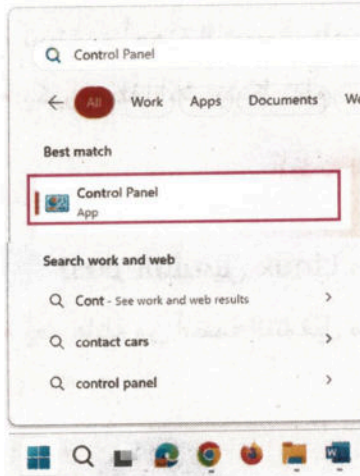 Control Panel
All Work Apps Documents We
Best match
Control Panel
App
Search work and web
Cont - See work and web results
contact cars
control panel